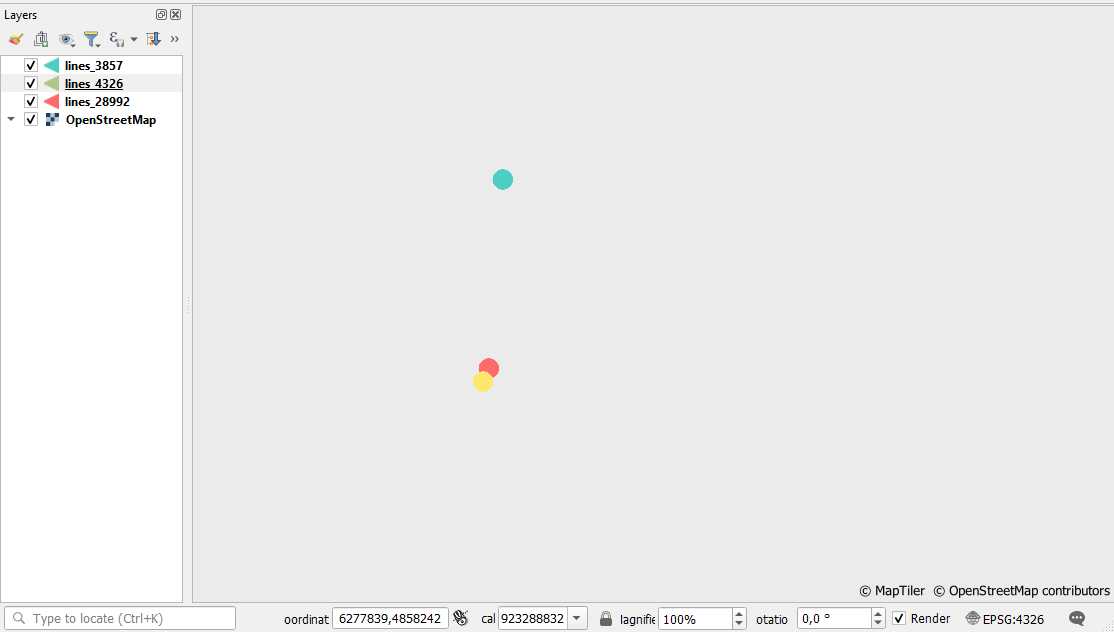 Layers
ε
»
lines_3857
lines_4326
lines_28992
OpenStreetMap
© MapTiler © OpenStreetMap contributors
Type to locate (Ctrl+K) oordinat 6277839,4858242 cal 923288832 lagnifie 100% otatio 0,0 ° Render EPSG:4326